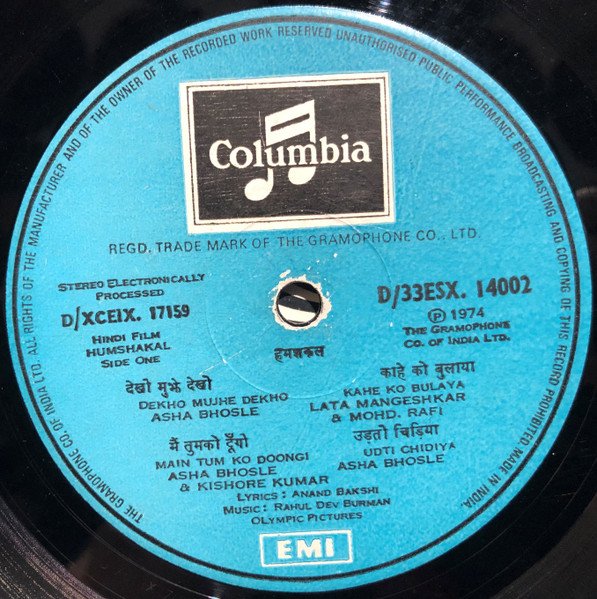 THE GRAMOPHONE CO. OF INDIA LTD. ALL RIGHTS OF THE MANUFACTURER AND OF THE OWNER OF THE RECORDED WORK RESERVED UNAUTHORISED PUBLIC PERFORMANCE BROADCASTING AND COPYING OF THIS RECORD PROHIBITED MADE IN INDIA.
Columbia
REGD. TRADE MARK OF THE GRAMOPHONE CO., LTD.
STEREO ELECTRONICALLY
PROCESSED
D/XCEIX. 17159
HINDI FILM
HUMSHAKAL
SIDE ONE
D/33ESX. 14002
℗ 1974
THE GRAMOPHONE
CO. OF INDIA LTD.
हमशकल
देखो मुझे देखो
DEKHO MUJHE DEKHO
ASHA BHOSLE
काहे को बुलाया
KAHE KO BULAYA
LATA MANGESHKAR
& MOHD. RAFI
मैं तुमको दूँगी
MAIN TUM KO DOONGI
ASHA BHOSLE
& KISHORE KUMAR
उड़ती चिड़िया
UDTI CHIDIYA
ASHA BHOSLE
LYRICS : ANAND BAKSHI
MUSIC : RAHUL DEV BURMAN
OLYMPIC PICTURES
EMI